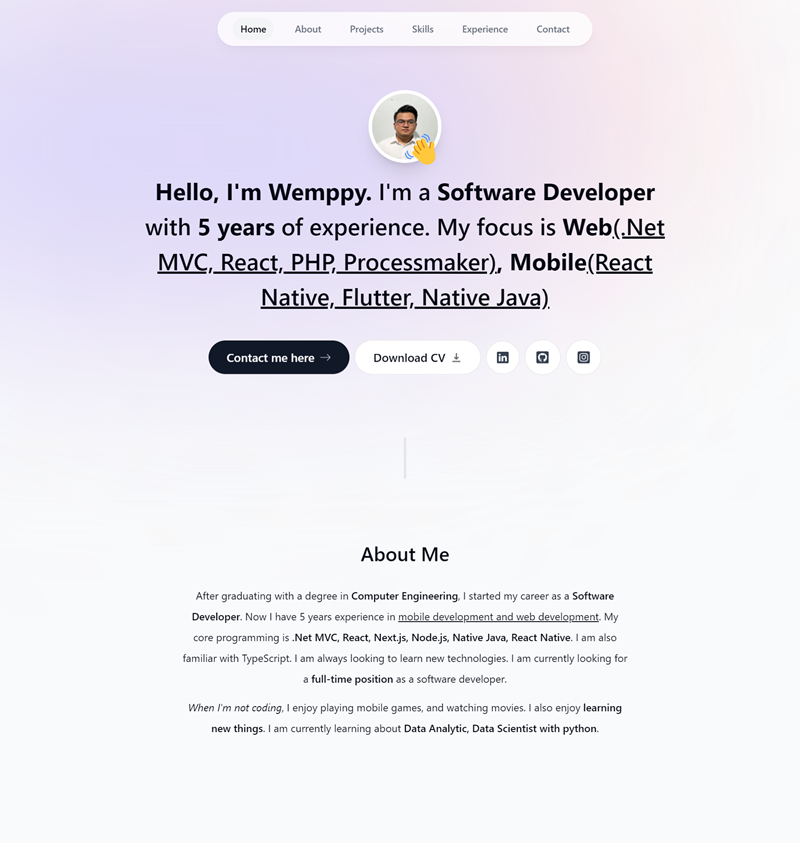 Home About Projects Skills Experience Contact
Hello, I'm Wemppy. I'm a Software Developer
with 5 years of experience. My focus is Web(.Net
MVC, React, PHP, Processmaker), Mobile(React
Native, Flutter, Native Java)
Contact me here Download CV
About Me
After graduating with a degree in Computer Engineering, I started my career as a Software
Developer. Now I have 5 years experience in mobile development and web development. My
core programming is .Net MVC, React, Next.js, Node.js, Native Java, React Native. I am also
familiar with TypeScript. I am always looking to learn new technologies. I am currently looking for
a full-time position as a software developer.
When I'm not coding, I enjoy playing mobile games, and watching movies. I also enjoy learning
new things. I am currently learning about Data Analytic, Data Scientist with python.